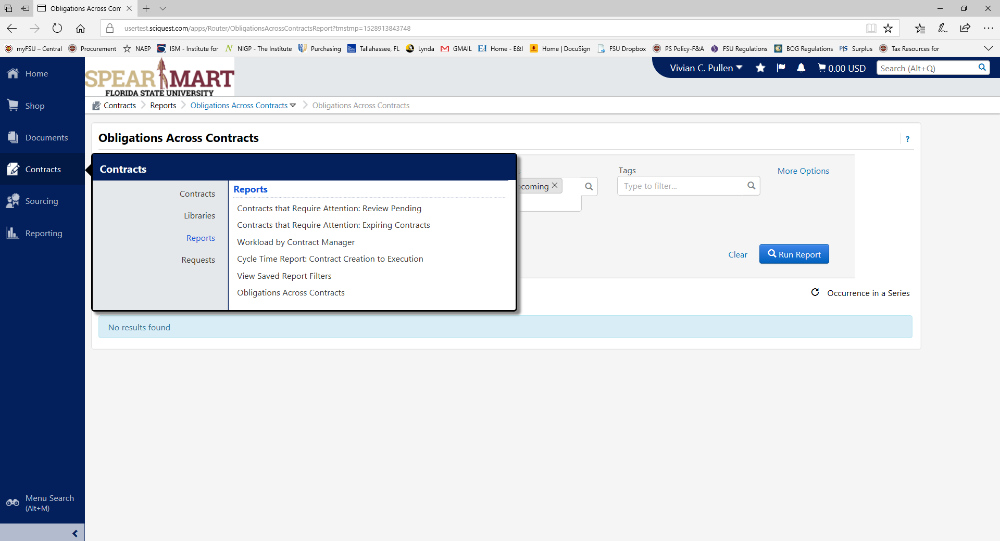 Obligations Across Con
usertest.sciquest.com/apps/Router/ObligationsAcrossContractsReport?tmstmp=1528913843748
myFSU – Central
Procurement
NAEP
ISM - Institute for
N NIGP - The Institute
Purchasing
Tallahassee, FL
Lynda
GMAIL
E&I Home - E&I
Home | DocuSign
FSU Dropbox
PS Policy-F&A
FSU Regulations
BOG Regulations
P|S Surplus
Tax Resources for
Home
Shop
Documents
Contracts
Sourcing
Reporting
Menu Search
(Alt+M)
SPEAR MART
FLORIDA STATE UNIVERSITY
Vivian C. Pullen
0.00 USD
Search (Alt+Q)
Contracts
Reports
Obligations Across Contracts
Obligations Across Contracts
Obligations Across Contracts
?
Contracts
Contracts
Libraries
Reports
Requests
Reports
Contracts that Require Attention: Review Pending
Contracts that Require Attention: Expiring Contracts
Workload by Contract Manager
Cycle Time Report: Contract Creation to Execution
View Saved Report Filters
Obligations Across Contracts
pcoming
Tags
Type to filter...
More Options
Clear
Run Report
Occurrence in a Series
No results found